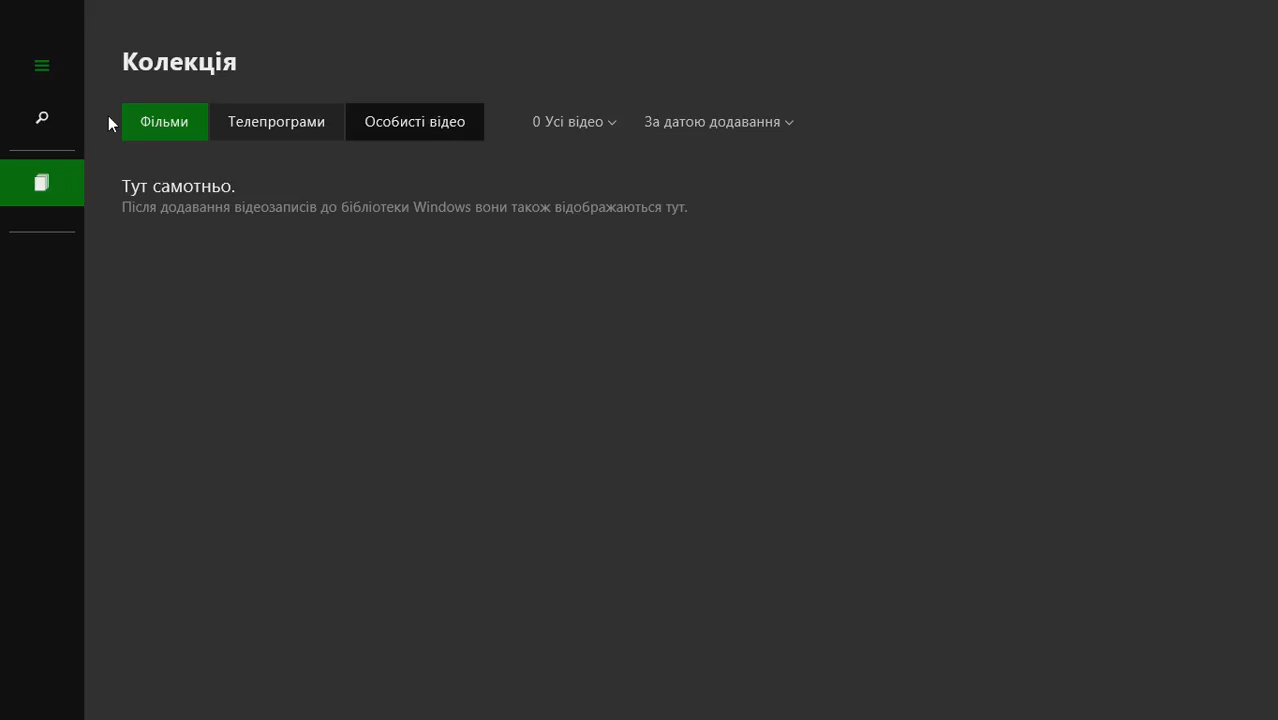 Колекція
Фільми Телепрограми Особисті відео 0 Усі відео За датою додавання
Тут самотньо.
Після додавання відеозаписів до бібліотеки Windows вони також відображаються тут.